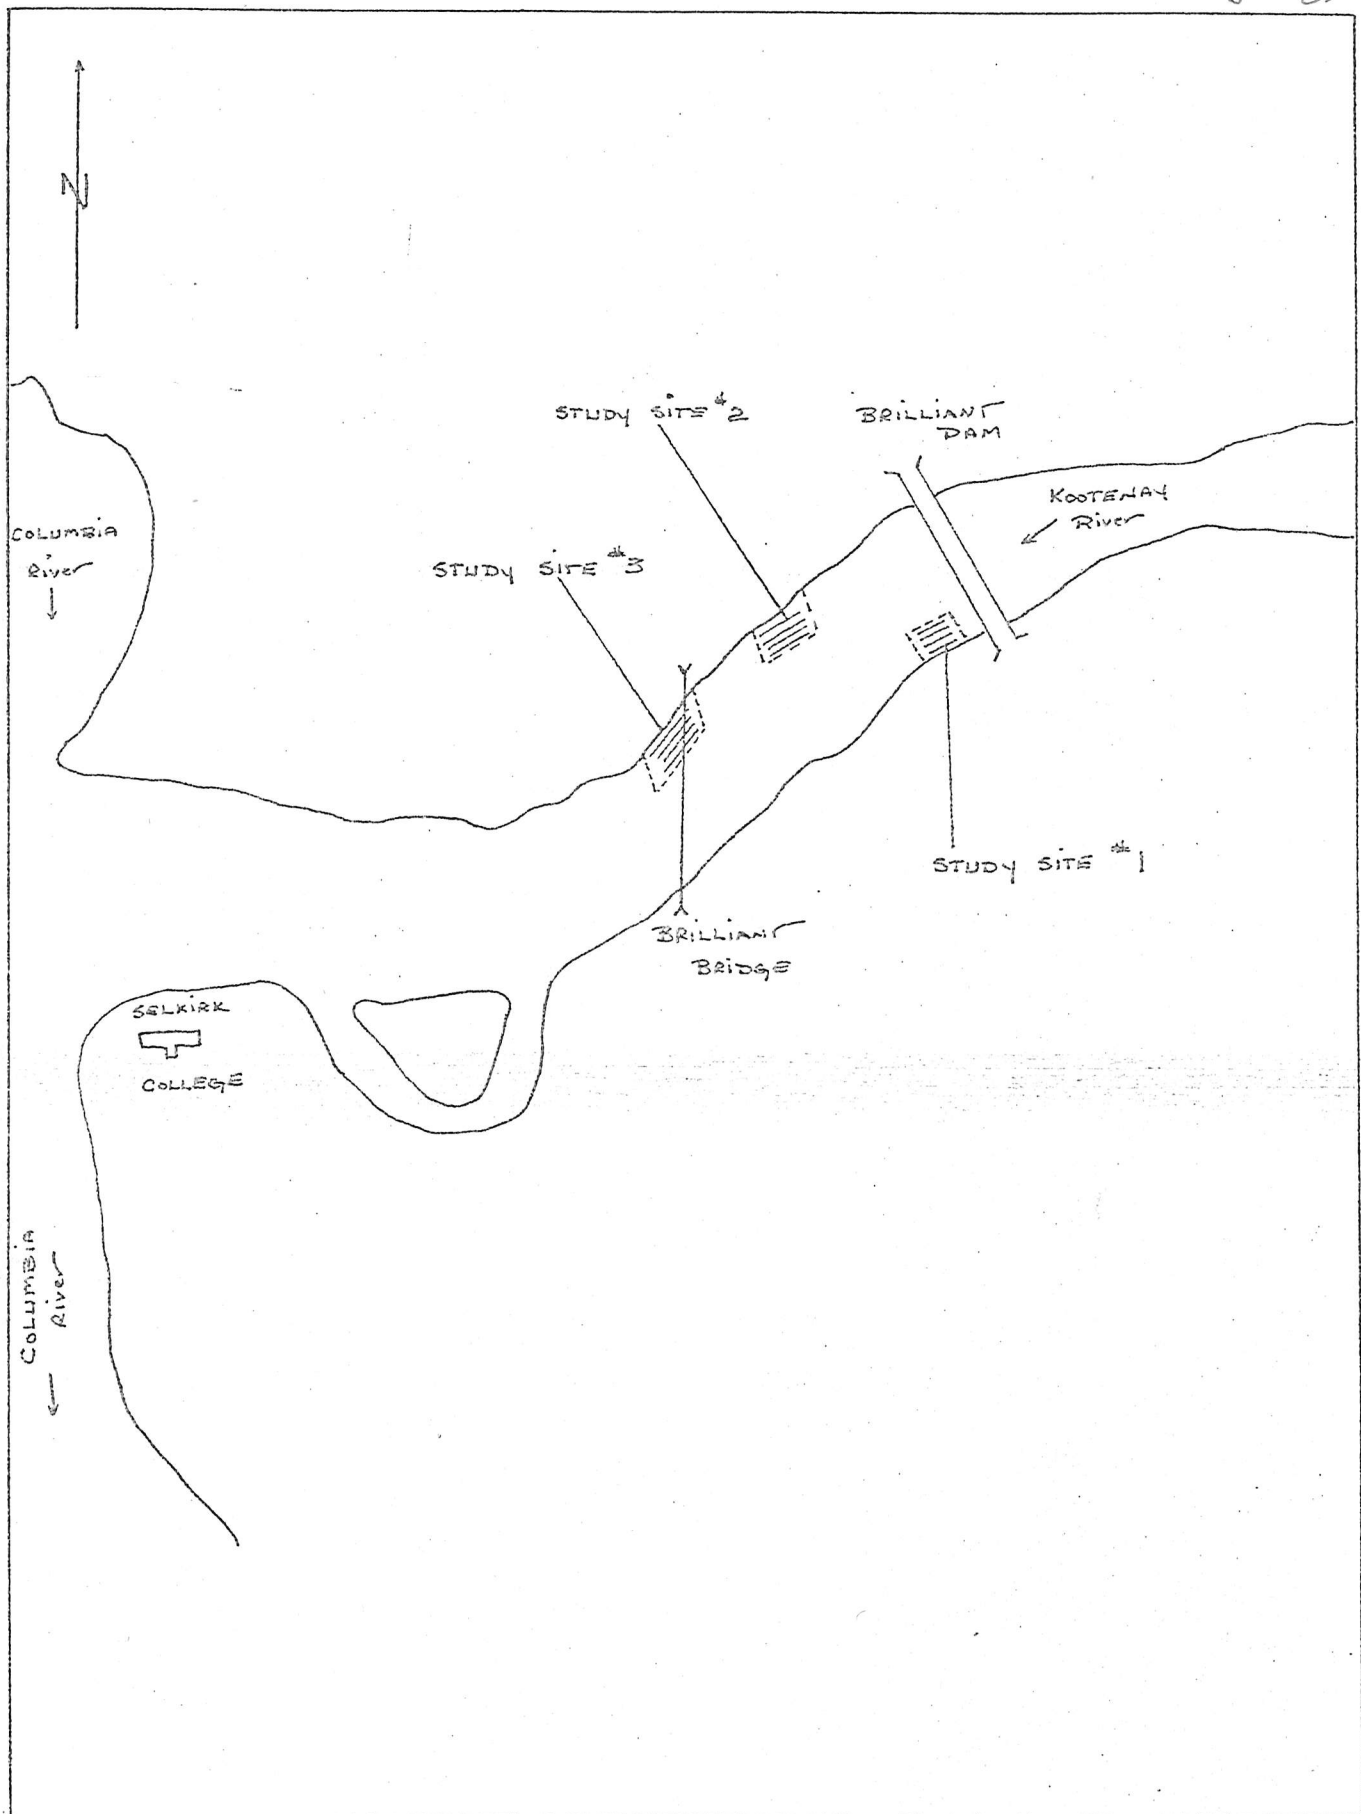 N
STUDY SITE #2
BRILLIANT
DAM
KOOTENAY
River
COLUMBIA
River
STUDY SITE #3
STUDY SITE #1
BRILLIANT
BRIDGE
SELKIRK
COLLEGE
COLUMBIA
River